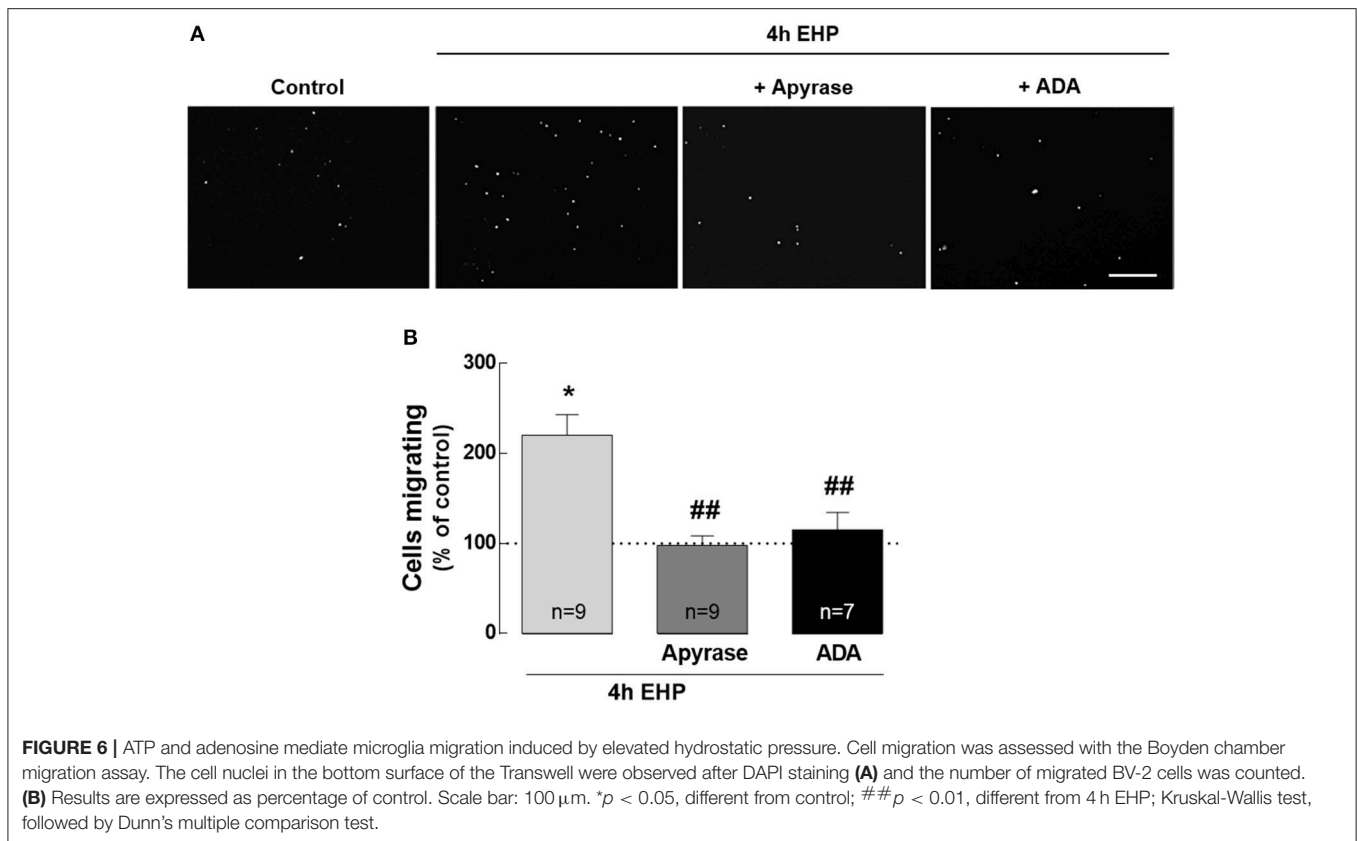 A
4h EHP
Control
+ Apyrase
+ ADA
B
300
200
100
0
Cells migrating
(% of control)
*
##
##
n=9
n=9
n=7
Apyrase
ADA
4h EHP
FIGURE 6 | ATP and adenosine mediate microglia migration induced by elevated hydrostatic pressure. Cell migration was assessed with the Boyden chamber
migration assay. The cell nuclei in the bottom surface of the Transwell were observed after DAPI staining (A) and the number of migrated BV-2 cells was counted.
(B) Results are expressed as percentage of control. Scale bar: 100 μm. *p < 0.05, different from control; ##p < 0.01, different from 4 h EHP; Kruskal-Wallis test,
followed by Dunn's multiple comparison test.